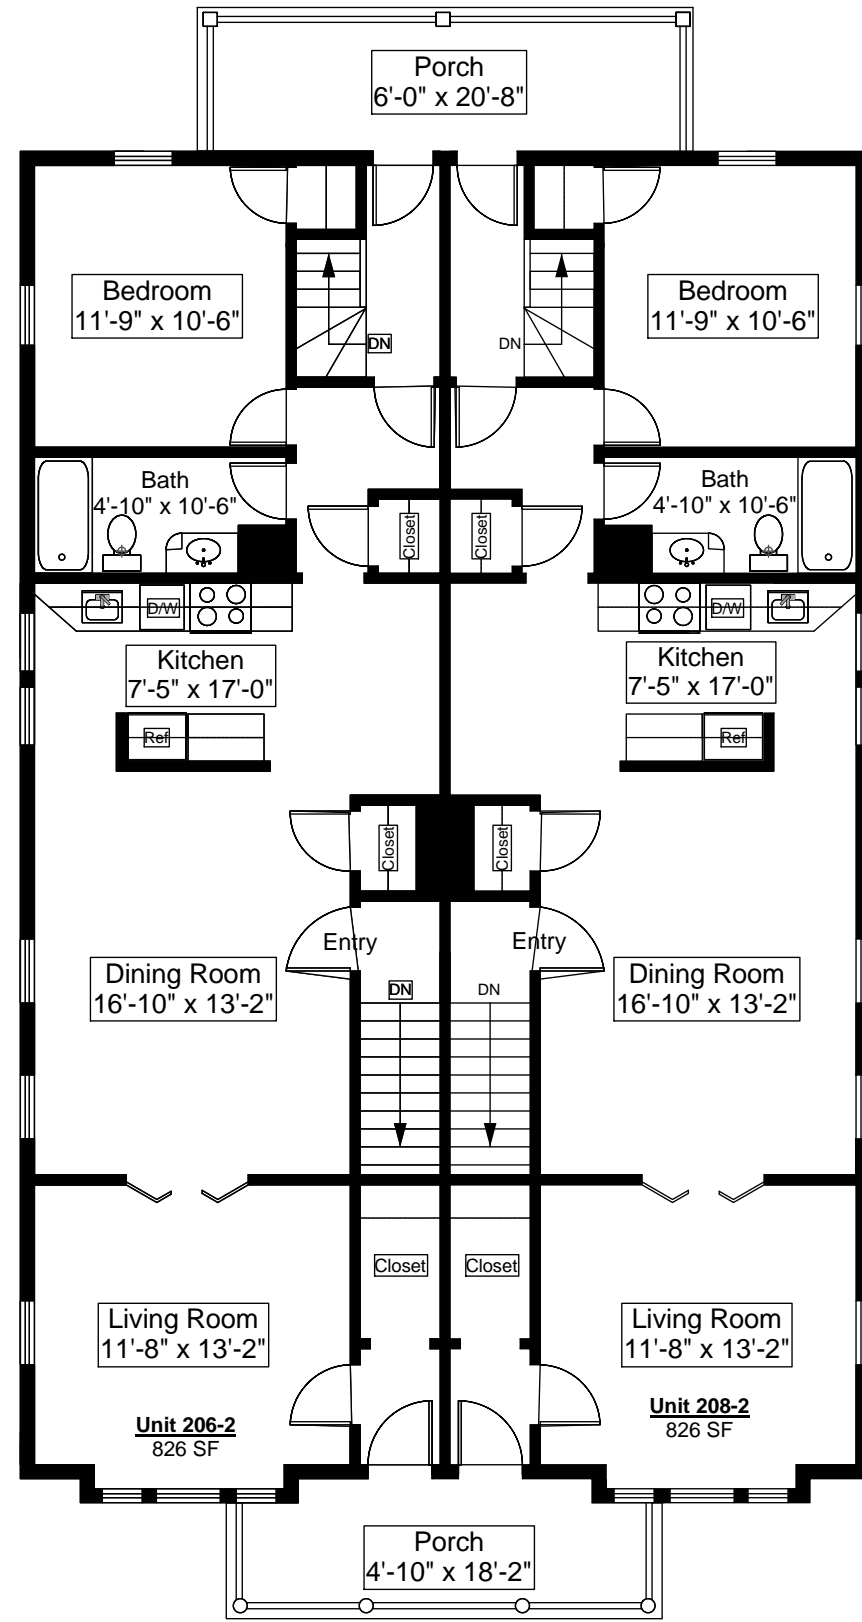 Porch
6'-0" x 20'-8"
Bedroom
11'-9" x 10'-6"
Bedroom
11'-9" x 10'-6"
DN
DN
Bath
4'-10" x 10'-6"
Closet
Closet
Bath
4'-10" x 10'-6"
D/W
D/W
Kitchen
7'-5" x 17'-0"
Kitchen
7'-5" x 17'-0"
Ref
Ref
Closet
Closet
Entry
Entry
Dining Room
16'-10" x 13'-2"
DN
DN
Dining Room
16'-10" x 13'-2"
Closet
Closet
Living Room
11'-8" x 13'-2"
Living Room
11'-8" x 13'-2"
Unit 206-2
826 SF
Unit 208-2
826 SF
Porch
4'-10" x 18'-2"